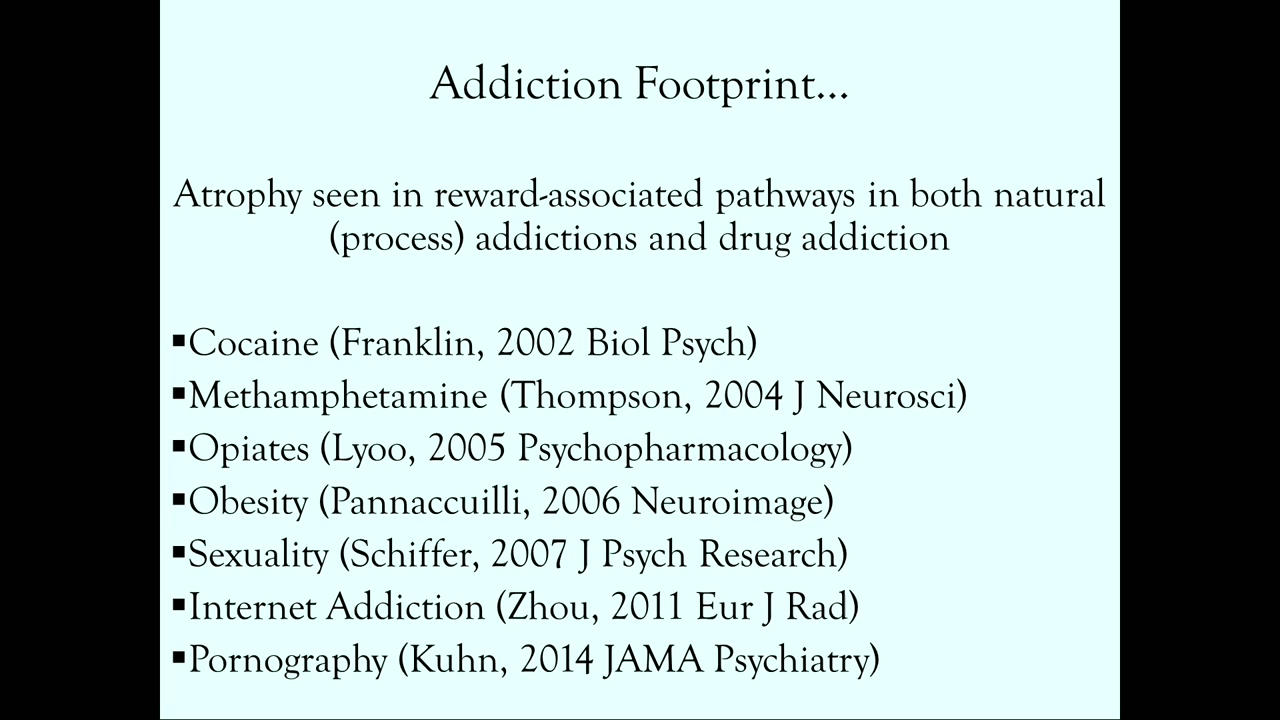 Addiction Footprint...
Atrophy seen in reward-associated pathways in both natural
(process) addictions and drug addiction
▪Cocaine (Franklin, 2002 Biol Psych)
▪Methamphetamine (Thompson, 2004 J Neurosci)
▪Opiates (Lyoo, 2005 Psychopharmacology)
▪Obesity (Pannaccuilli, 2006 Neuroimage)
▪Sexuality (Schiffer, 2007 J Psych Research)
▪Internet Addiction (Zhou, 2011 Eur J Rad)
▪Pornography (Kuhn, 2014 JAMA Psychiatry)